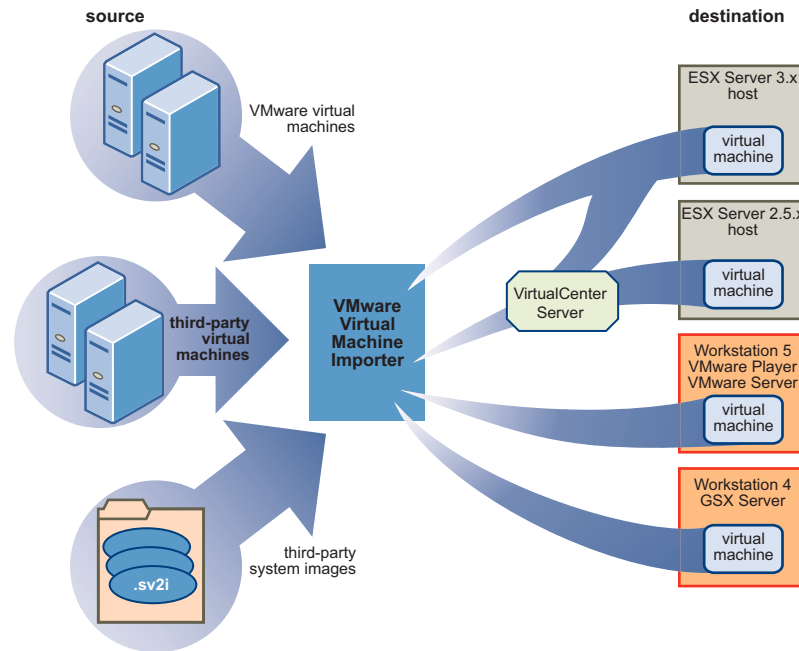 source
destination
VMware virtual
machines
third-party
virtual
machines
third-party
system images
.sv2i
VMware
Virtual
Machine
Importer
VirtualCenter
Server
ESX Server 3.x
host
virtual
machine
ESX Server 2.5.x
host
virtual
machine
Workstation 5
VMware Player
VMware Server
virtual
machine
Workstation 4
GSX Server
virtual
machine